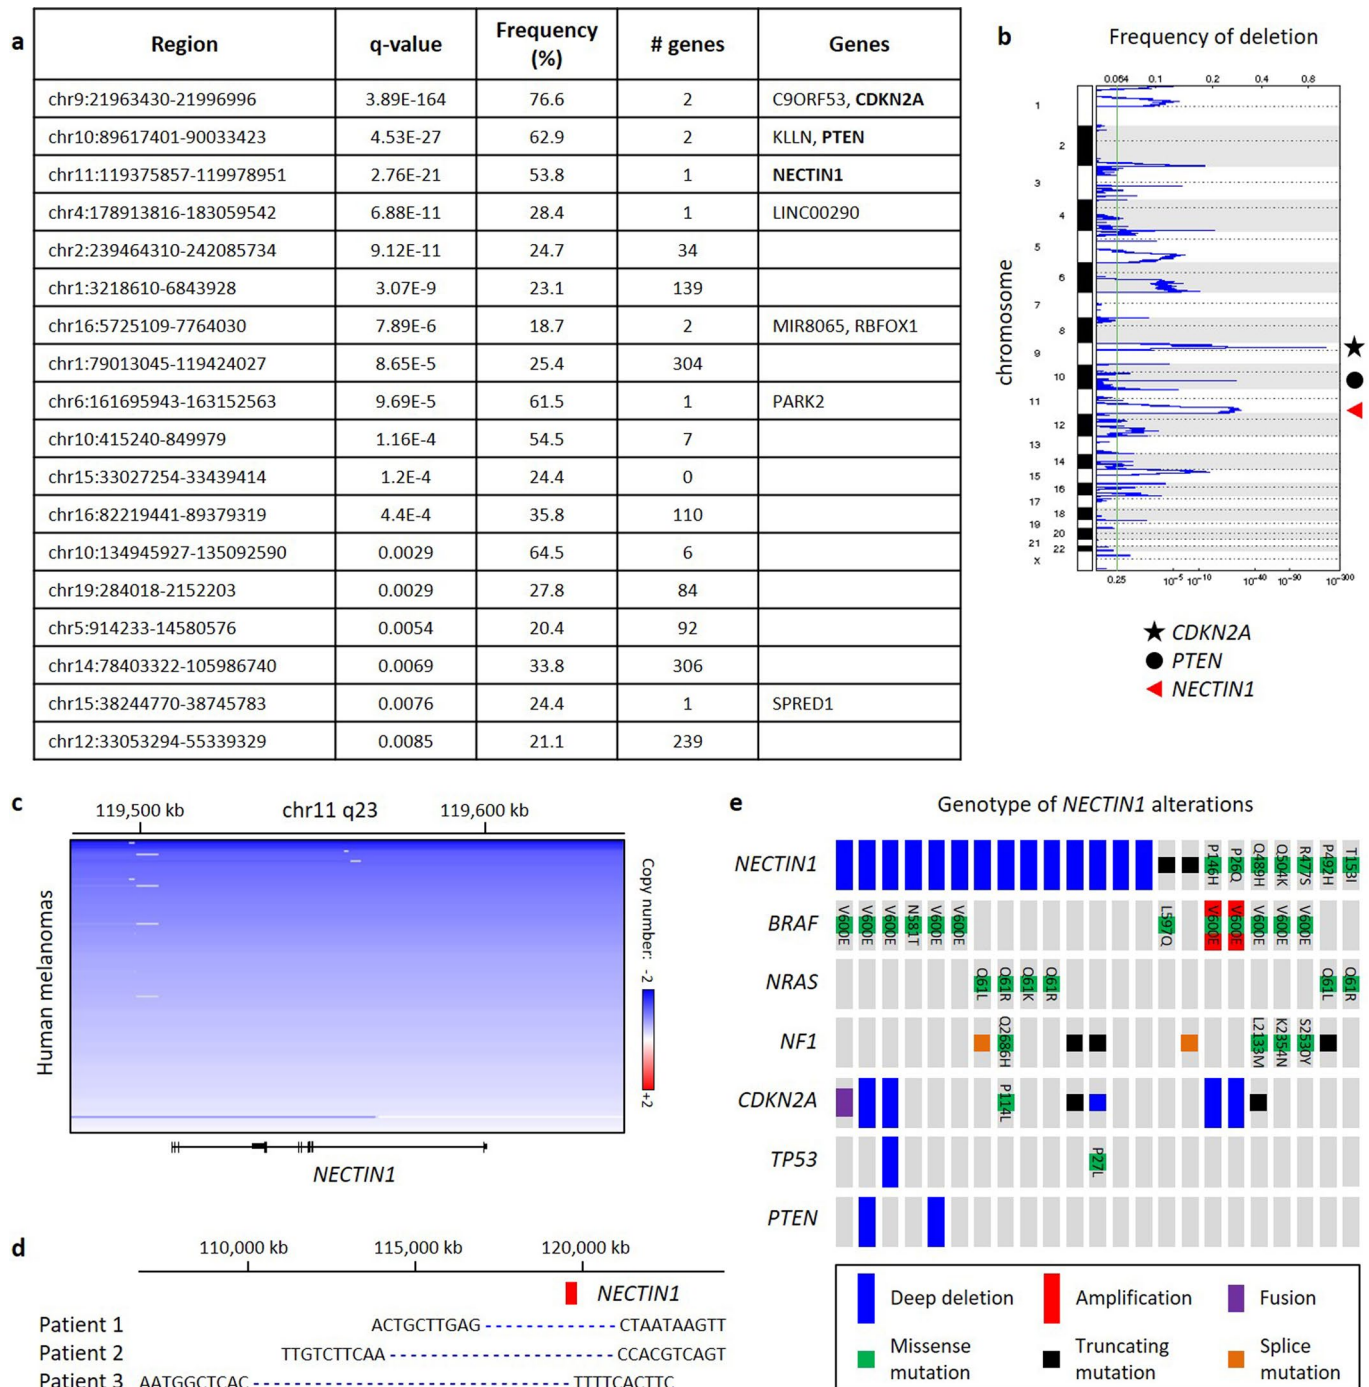 a
Region q-value Frequency (%) # genes Genes
chr9:21963430-21996996 3.89E-164 76.6 2 C9ORF53, CDKN2A
chr10:89617401-90033423 4.53E-27 62.9 2 KLLN, PTEN
chr11:119375857-119978951 2.76E-21 53.8 1 NECTIN1
chr4:178913816-183059542 6.88E-11 28.4 1 LINC00290
chr2:239464310-242085734 9.12E-11 24.7 34
chr1:3218610-6843928 3.07E-9 23.1 139
chr16:5725109-7764030 7.89E-6 18.7 2 MIR8065, RBFOX1
chr1:79013045-119424027 8.65E-5 25.4 304
chr6:161695943-163152563 9.69E-5 61.5 1 PARK2
chr10:415240-849979 1.16E-4 54.5 7
chr15:33027254-33439414 1.2E-4 24.4 0
chr16:82219441-89379319 4.4E-4 35.8 110
chr10:134945927-135092590 0.0029 64.5 6
chr19:284018-2152203 0.0029 27.8 84
chr5:914233-14580576 0.0054 20.4 92
chr14:78403322-105986740 0.0069 33.8 306
chr15:38244770-38745783 0.0076 24.4 1 SPRED1
chr12:33053294-55339329 0.0085 21.1 239
b
Frequency of deletion
0.064 0.1 0.2 0.4 0.8
chromosome
1
2
3
4
5
6
7
8
9
10
11
12
13
14
15
16
17
18
19
20
21
22
X
0.25 10-5 10-10 10-40 10-90 10-300
CDKN2A
PTEN
NECTIN1
c
119,500 kb chr11 q23 119,600 kb
Human melanomas
Copy number: -2 +2
NECTIN1
d
110,000 kb 115,000 kb 120,000 kb
NECTIN1
Patient 1 ACTGCTTGAG CTAATAAGTT
Patient 2 TTGTCTTCAA CCACGTCAGT
Patient 3 AATGGCTCAC TTTTCACTTC
e
Genotype of NECTIN1 alterations
NECTIN1 P146H P26Q Q489H Q504K R477S P492H T153I
BRAF V600E V600E V600E N581T V600E V600E L597Q V600E V600E V600E V600E V600E
NRAS Q61L Q61R Q61K Q61R Q61L Q61R
NF1 Q2686H L2133M K2354N S2530Y
CDKN2A P114L
TP53 P27L
PTEN
Deep deletion Amplification Fusion
Missense mutation Truncating mutation Splice mutation